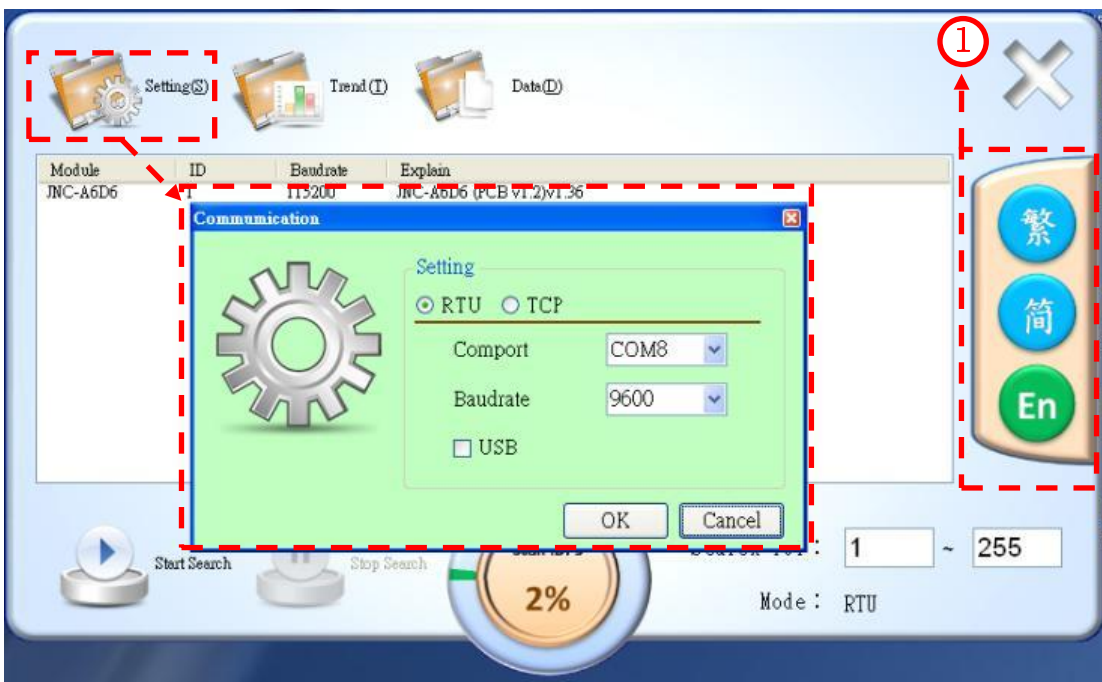 ①
Setting(S) Trend (T) Data(D)
Module ID Baudrate Explain
JNC-A6D6 1 115200 JNC-A6D6 (PCB v1.2)v1.36
Communication
繁
Setting
RTU TCP
简
Comport COM8
Baudrate 9600
En
USB
OK Cancel
Start Search Stop Search : 1 ~ 255
2%
Mode : RTU